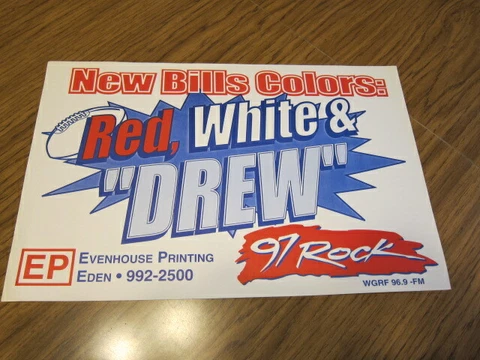 New Bills Colors:
Red, White &
"DREW"
EP
EVENHOUSE PRINTING
EDEN • 992-2500
97 ROCK
WGRF 96.9 -FM